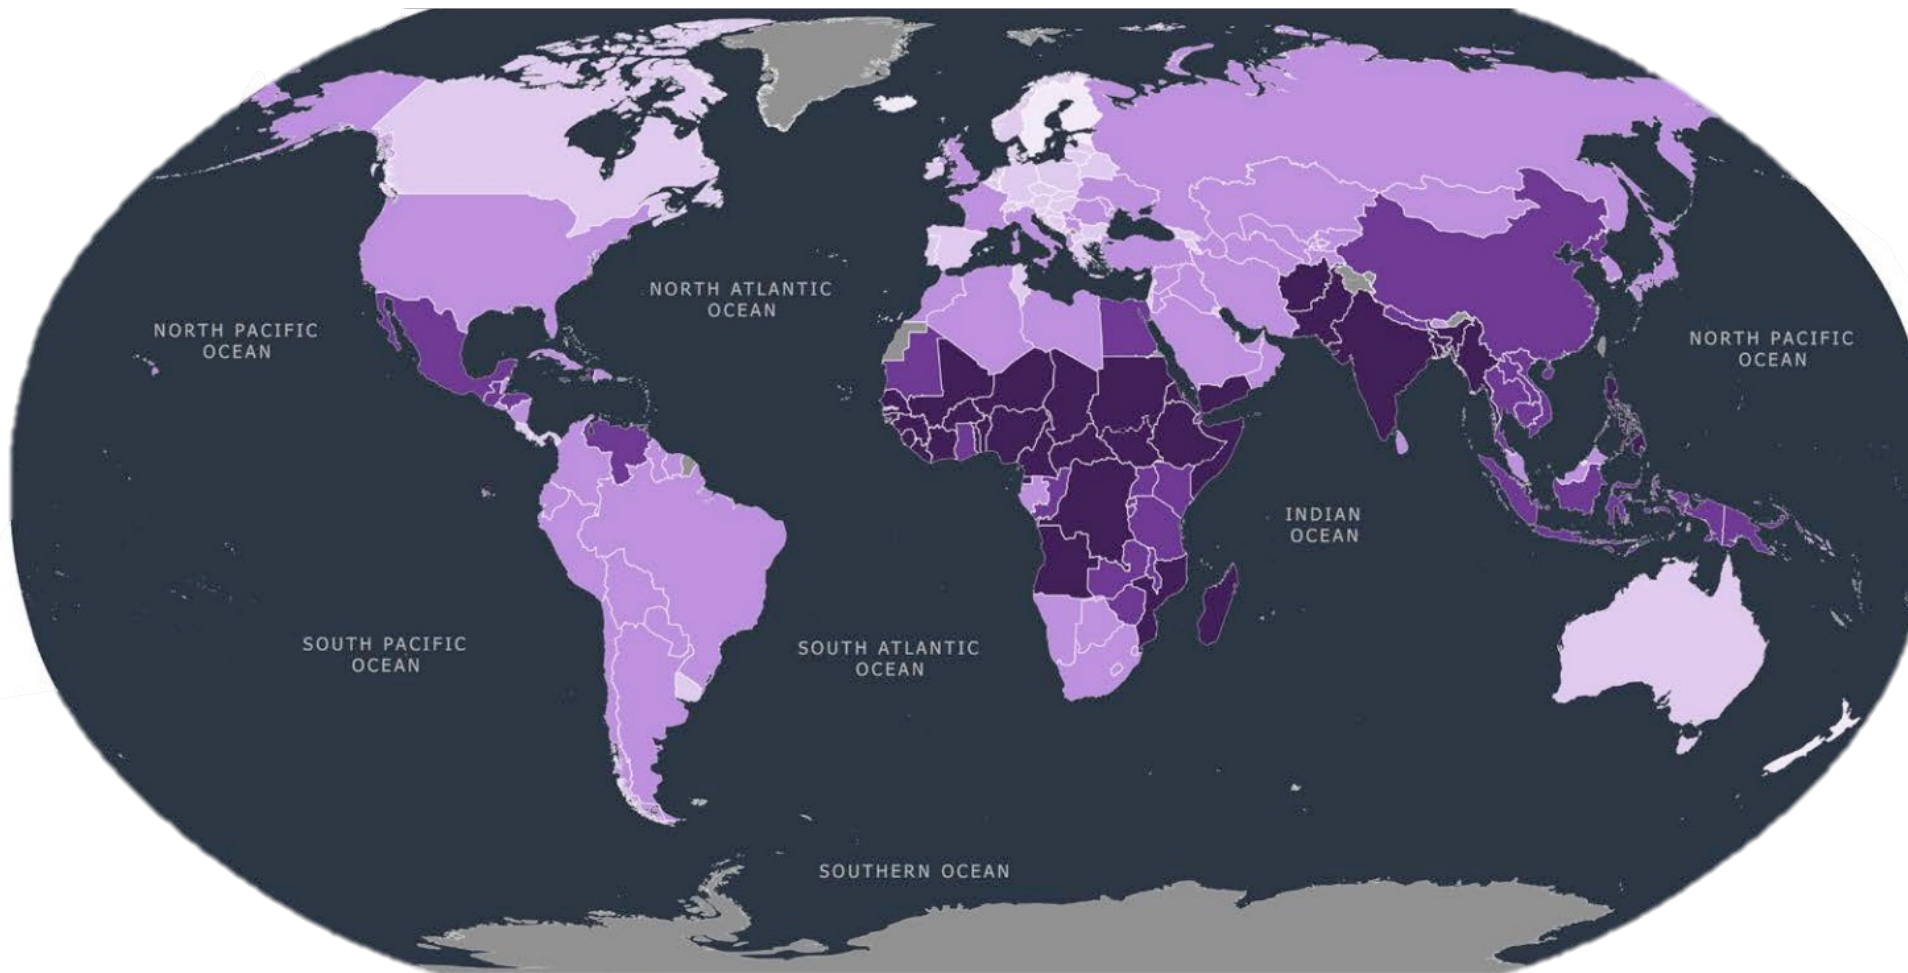 NORTH ATLANTIC
OCEAN
NORTH PACIFIC
OCEAN
NORTH PACIFIC
OCEAN
INDIAN
OCEAN
SOUTH PACIFIC
OCEAN
SOUTH ATLANTIC
OCEAN
SOUTHERN OCEAN